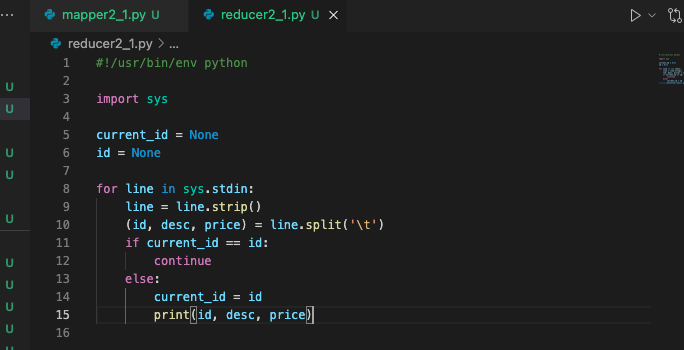 ··· mapper2_1.py U reducer2_1.py U ×
reducer2_1.py > ...
U
U
U
U
U
U
U
U
U
U
1 #!/usr/bin/env python
2
3 import sys
4
5 current_id = None
6 id = None
7
8 for line in sys.stdin:
9     line = line.strip()
10     (id, desc, price) = line.split('\t')
11     if current_id == id:
12         continue
13     else:
14         current_id = id
15         print(id, desc, price)
16